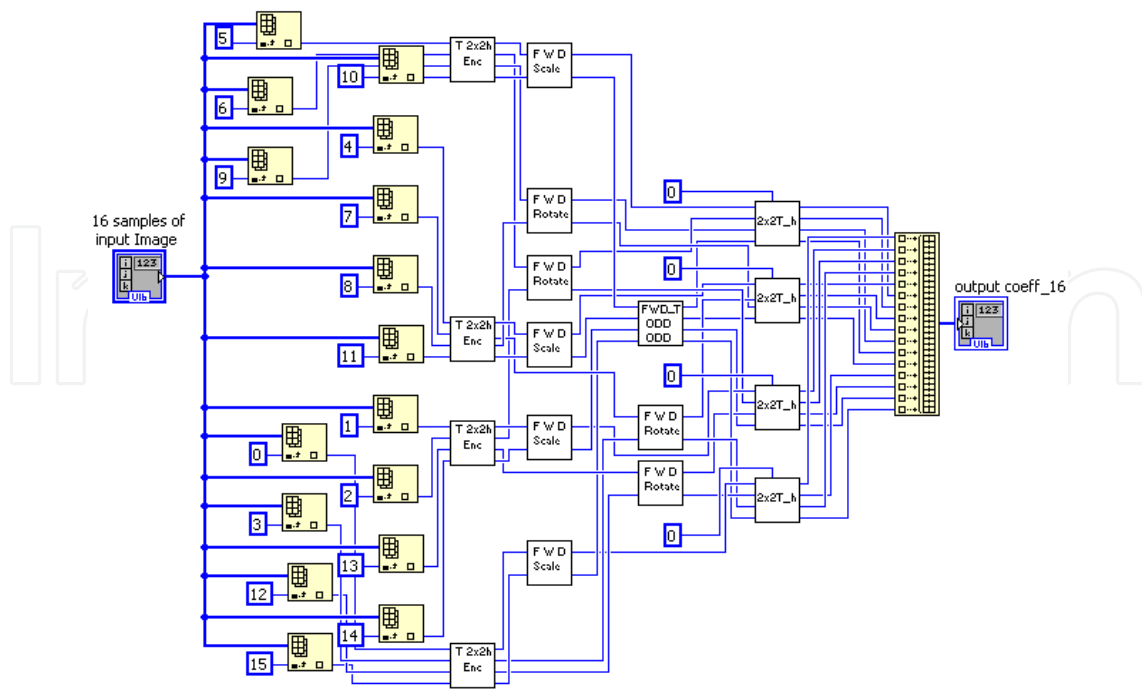 5
T 2x2h
Enc
F W D
Scale
10
6
4
9
F W D
Rotate
0
2x2T_h
7
16 samples of
input Image
i
j
k
123
VIb
8
F W D
Rotate
0
2x2T_h
output coeff_16
i
j
k
123
VIb
11
T 2x2h
Enc
F W D
Scale
FWD_T
ODD
ODD
0
2x2T_h
1
0
T 2x2h
Enc
F W D
Scale
F W D
Rotate
2
3
F W D
Rotate
2x2T_h
0
13
12
F W D
Scale
14
15
T 2x2h
Enc